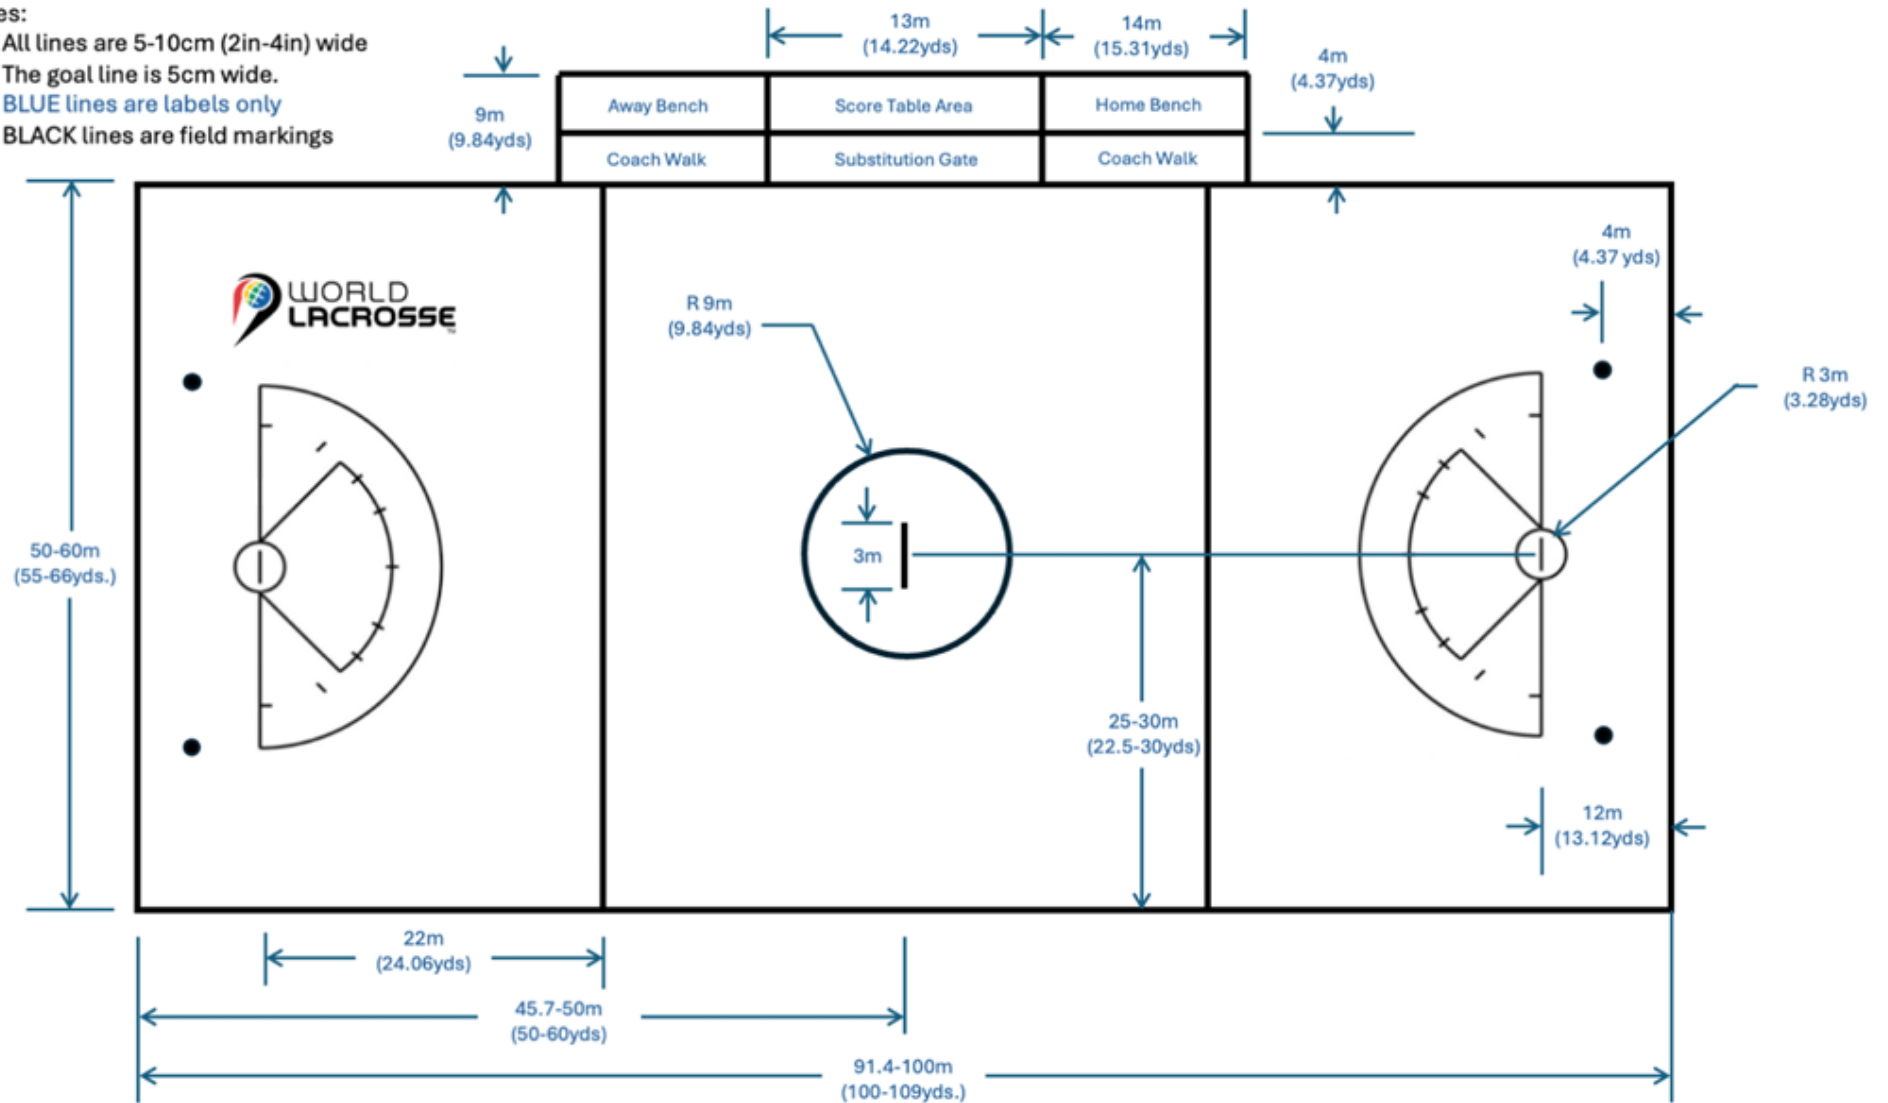 es:
All lines are 5-10cm (2in-4in) wide
The goal line is 5cm wide.
BLUE lines are labels only
BLACK lines are field markings
13m
(14.22yds)
14m
(15.31yds)
4m
(4.37yds)
9m
(9.84yds)
Away Bench
Score Table Area
Home Bench
Coach Walk
Substitution Gate
Coach Walk
4m
(4.37 yds)
WORLD
LACROSSE
R 9m
(9.84yds)
R 3m
(3.28yds)
50-60m
(55-66yds.)
3m
25-30m
(22.5-30yds)
12m
(13.12yds)
22m
(24.06yds)
45.7-50m
(50-60yds)
91.4-100m
(100-109yds.)